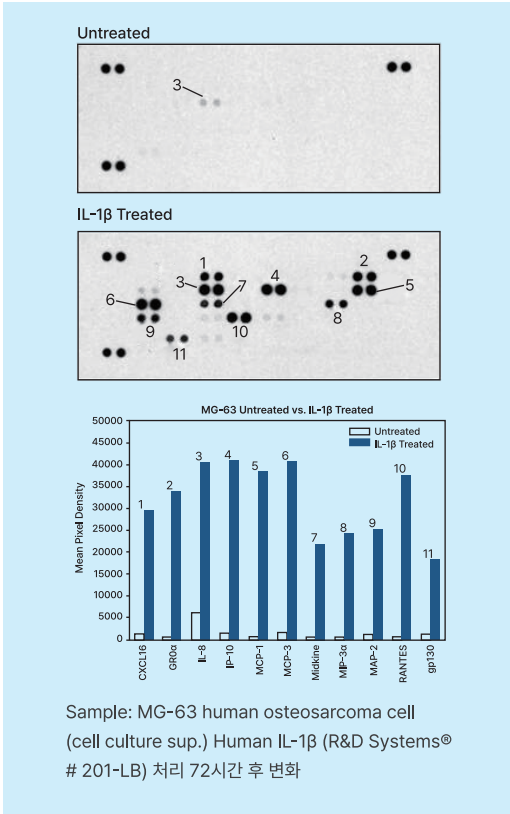 Untreated
3
IL-1β Treated
1
2
3
7
4
5
6
8
9
10
11
MG-63 Untreated vs. IL-1β Treated
50000
45000
40000
35000
30000
25000
20000
15000
10000
5000
0
Mean Pixel Density
Untreated
IL-1β Treated
1
2
3
4
5
6
7
8
9
10
11
CXCL16
GROα
IL-8
IP-10
MCP-1
MCP-3
Midkine
MIP-3α
MAP-2
RANTES
gp130
Sample: MG-63 human osteosarcoma cell
(cell culture sup.) Human IL-1β (R&D Systems®
# 201-LB) 처리 72시간 후 변화